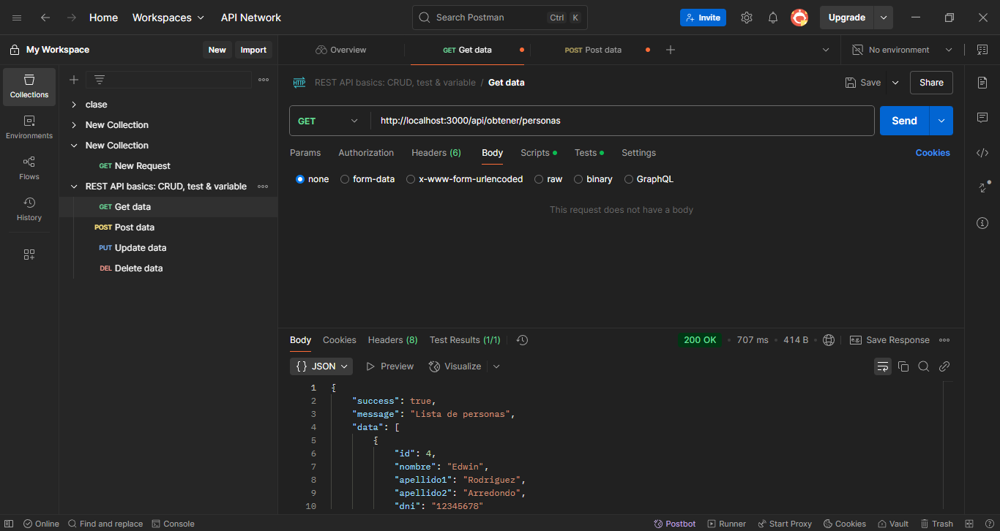 Home Workspaces API Network Search Postman Ctrl K Invite Upgrade
My Workspace New Import Overview GET Get data POST Post data No environment
Collections
Environments
Flows
History
clase
New Collection
New Collection
GET New Request
REST API basics: CRUD, test & variable
GET Get data
POST Post data
PUT Update data
DEL Delete data
HTTP REST API basics: CRUD, test & variable / Get data Save Share
GET http://localhost:3000/api/obtener/personas Send
Params Authorization Headers (6) Body Scripts Tests Settings Cookies
none form-data x-www-form-urlencoded raw binary GraphQL
This request does not have a body
Body Cookies Headers (8) Test Results (1/1) 200 OK 707 ms 414 B e.g. Save Response
{} JSON Preview Visualize
1 {
2 "success": true,
3 "message": "Lista de personas",
4 "data": [
5 {
6 "id": 4,
7 "nombre": "Edwin",
8 "apellido1": "Rodriguez",
9 "apellido2": "Arredondo",
10 "dni": "12345678"
Online Find and replace Console Postbot Runner Start Proxy Cookies Vault Trash